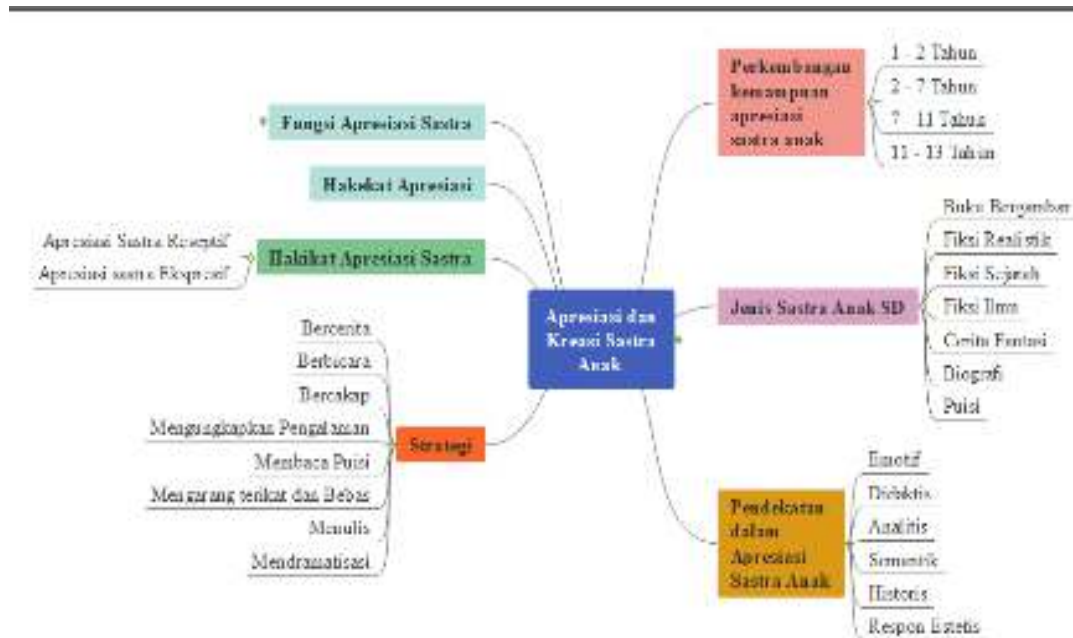 Fungsi Apresiasi Sastra
Hakekat Apresiasi
Hakikat Apresiasi Sastra
Apresiasi Sastra Reseptif
Apresiasi sastra Ekspresif
Strategi
Bercerita
Berbicara
Bercakap
Mengungkapkan Pengalaman
Membaca Puisi
Mengarang terikat dan Bebas
Menulis
Mendramatisasi
Apresiasi dan
Kreasi Sastra
Anak
Perkembangan
kemampuan
apresiasi
sastra anak
1 - 2 Tahun
2 - 7 Tahun
7 - 11 Tahun
11 - 13 Tahun
Jenis Sastra Anak SD
Buku Bergambar
Fiksi Realistik
Fiksi Sejarah
Fiksi Ilmu
Cerita Fantasi
Biografi
Puisi
Pendekatan
dalam
Apresiasi
Sastra Anak
Emotif
Didaktis
Analitis
Semantik
Historis
Respon Estetis